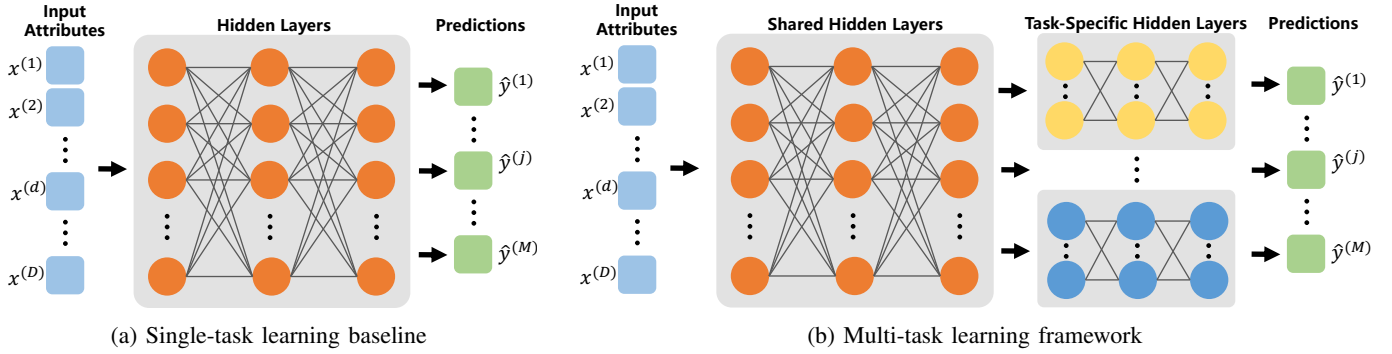 Input Attributes
Hidden Layers
Predictions
x^(1)
x^(2)
x^(d)
x^(D)
ŷ^(1)
ŷ^(j)
ŷ^(M)
(a) Single-task learning baseline
Input Attributes
Shared Hidden Layers
Task-Specific Hidden Layers
Predictions
x^(1)
x^(2)
x^(d)
x^(D)
ŷ^(1)
ŷ^(j)
ŷ^(M)
(b) Multi-task learning framework